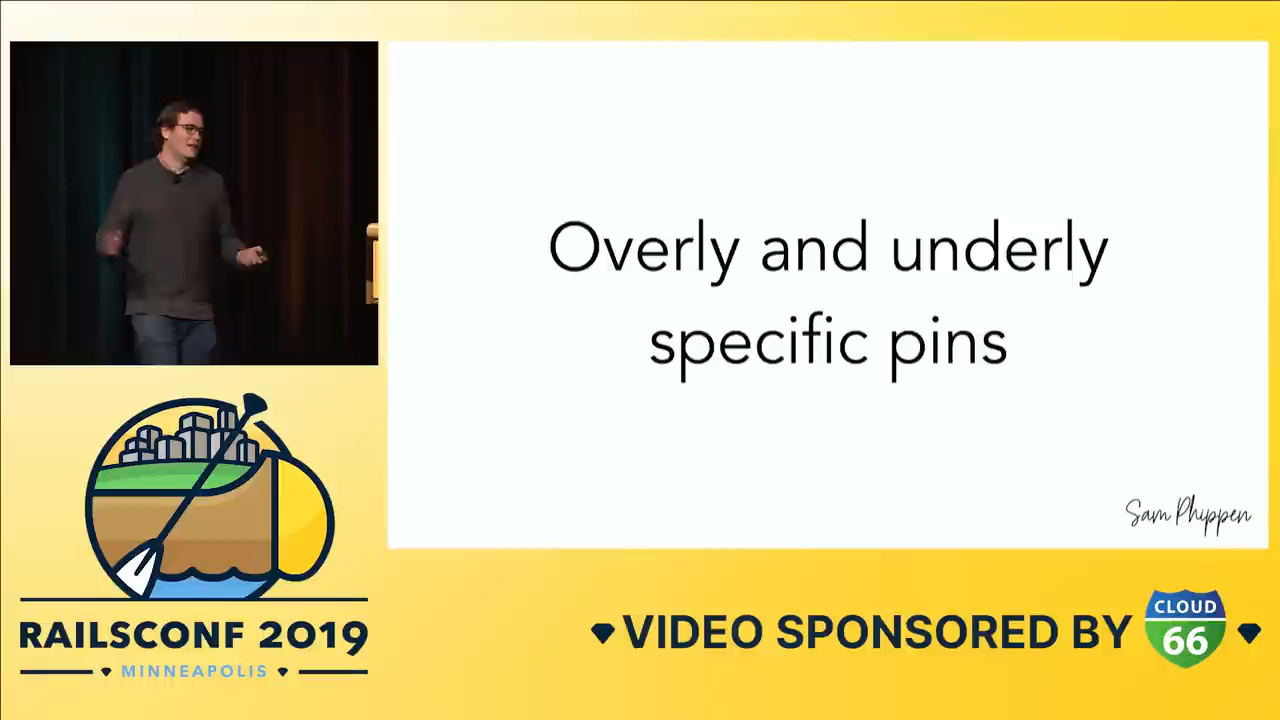 Overly and underly
specific pins
Sam Phippen
RAILSCONF 2019
MINNEAPOLIS
VIDEO SPONSORED BY
CLOUD
66